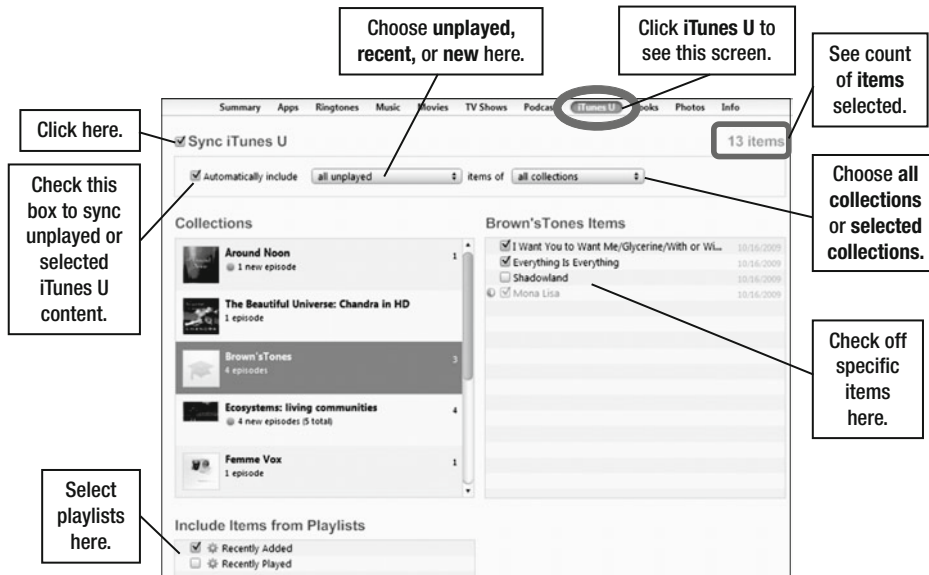 Choose unplayed,
recent, or new here.
Click iTunes U to
see this screen.
See count
of items
selected.
Summary Apps Ringtones Music Movies TV Shows Podcas iTunes U ooks Photos Info
Click here.
Sync iTunes U
13 items
Check this
box to sync
unplayed or
selected
iTunes U
content.
Automatically include all unplayed items of all collections
Choose all
collections
or selected
collections.
Collections
Around Noon 1
1 new episode
The Beautiful Universe: Chandra in HD
1 episode
Brown'sTones 3
4 episodes
Ecosystems: living communities 4
4 new episodes (5 total)
Femme Vox 1
1 episode
Brown'sTones Items
I Want You to Want Me/Glycerine/With or Wi... 10/16/2009
Everything Is Everything 10/16/2009
Shadowland 10/16/2009
Mona Lisa 10/16/2009
Check off
specific
items
here.
Select
playlists
here.
Include Items from Playlists
Recently Added
Recently Played